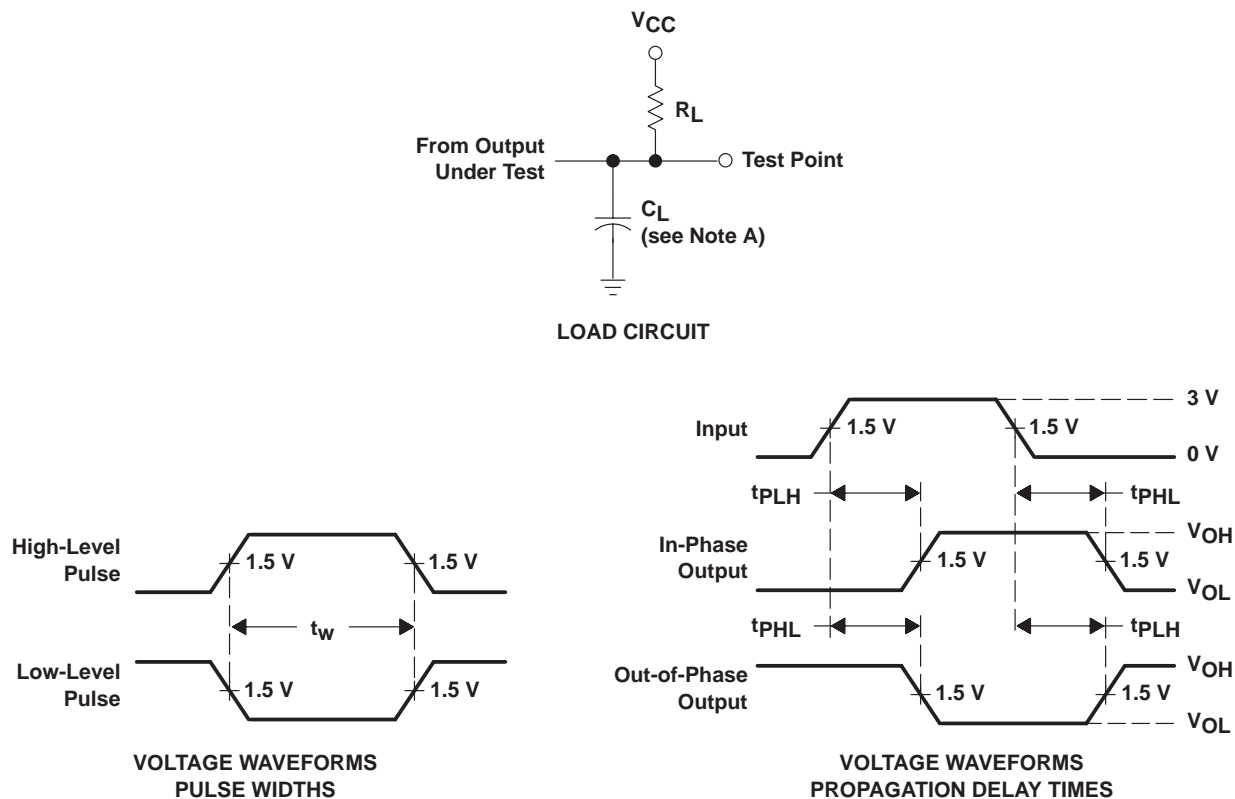 VCC
RL
From Output
Under Test
Test Point
CL
(see Note A)
LOAD CIRCUIT
High-Level
Pulse
1.5 V
1.5 V
tw
Low-Level
Pulse
1.5 V
1.5 V
VOLTAGE WAVEFORMS
PULSE WIDTHS
Input
1.5 V
1.5 V
3 V
0 V
tPLH
tPHL
In-Phase
Output
1.5 V
1.5 V
VOH
VOL
tPHL
tPLH
Out-of-Phase
Output
1.5 V
1.5 V
VOH
VOL
VOLTAGE WAVEFORMS
PROPAGATION DELAY TIMES